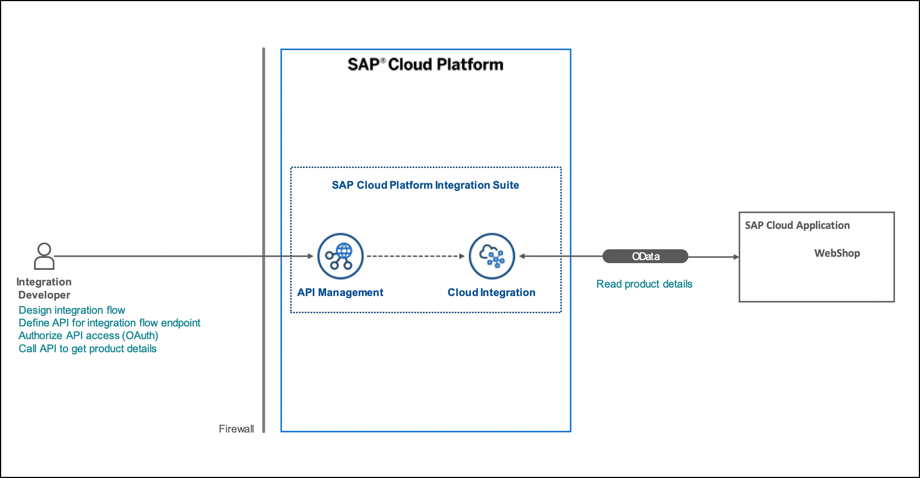 SAP® Cloud Platform
SAP Cloud Platform Integration Suite
API Management
Cloud Integration
Integration
Developer
Design integration flow
Define API for integration flow endpoint
Authorize API access (OAuth)
Call API to get product details
Firewall
OData
Read product details
SAP Cloud Application
WebShop